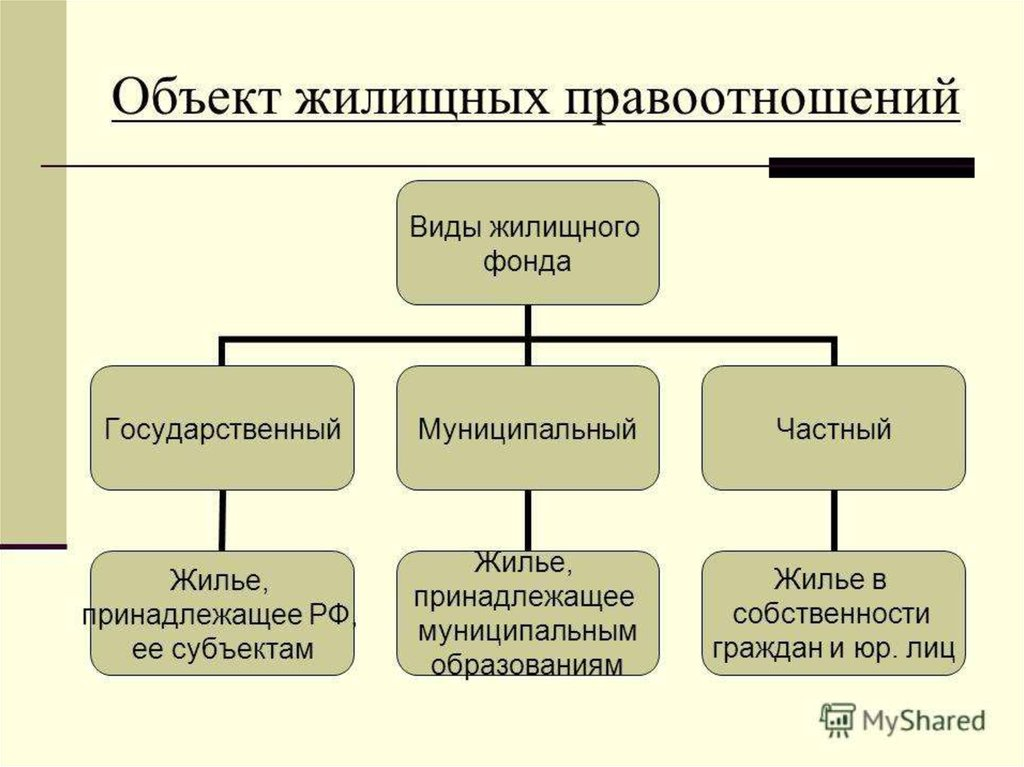 Объект жилищных правоотношений
Виды жилищного
фонда
Государственный
Муниципальный
Частный
Жилье,
принадлежащее РФ,
ее субъектам
Жилье,
принадлежащее
муниципальным
образованиям
Жилье в
собственности
граждан и юр. лиц
MyShared